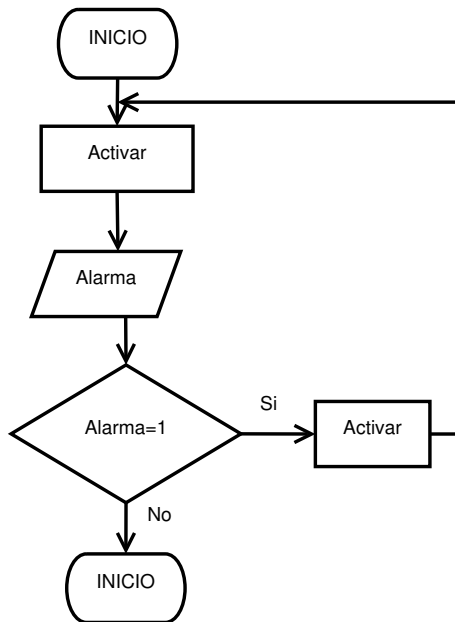 INICIO
Activar
Alarma
Alarma=1
Si
Activar
No
INICIO